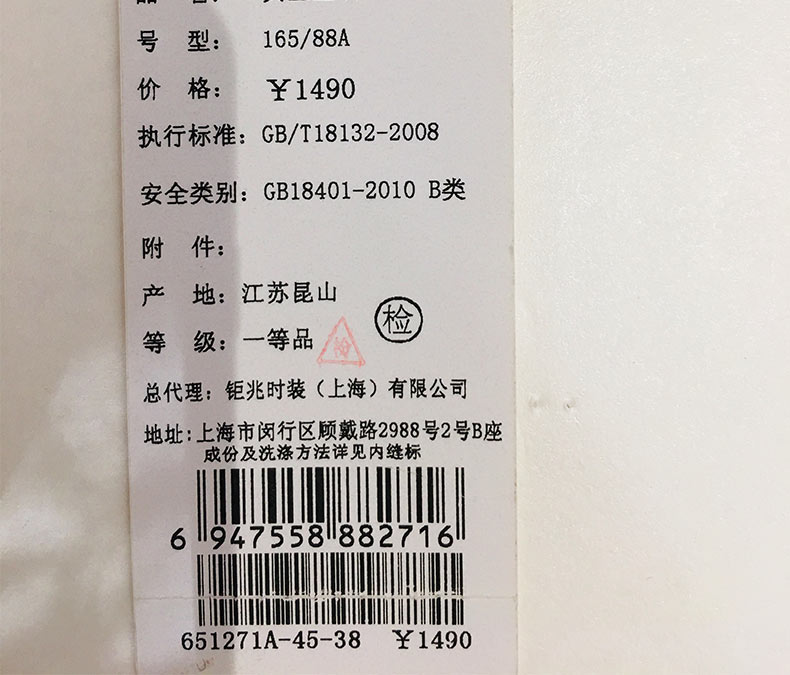 号 型： 165/88A
价 格： ￥1490
执行标准：GB/T18132-2008
安全类别：GB18401-2010 B类
附 件：
产 地：江苏昆山
检
等 级：一等品
总代理：钜兆时装（上海）有限公司
地址：上海市闵行区顾戴路2988号2号B座
成份及洗涤方法详见内缝标
6 947558 882716
651271A-45-38 ￥1490